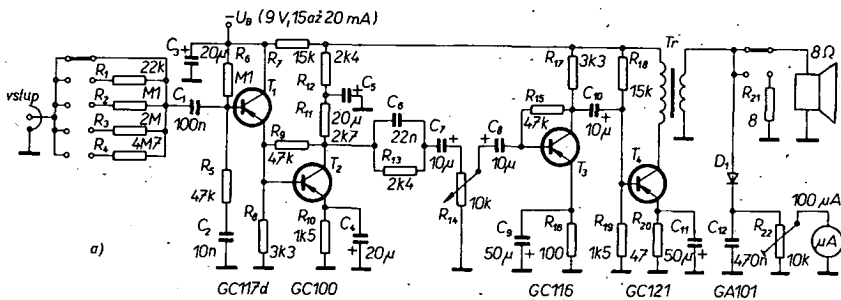 -U_B (9 V, 15 až 20 mA)
C3 20µ
R6 M1
R7 15k
2k4
R12
C5 20µ
R11 2k7
R17 3k3
R18 15k
Tr
8Ω
vstup
R1 22k
R2 M1
R3 2M
R4 4M7
C1 100n
T1
R9 47k
C6 22n
R13 2k4
C7 10µ
C8 10µ
R15 47k
C10 10µ
R21 8
R5 47k
C2 10n
T2
R14 10k
T3
T4
D1
100 µA
R8 3k3
R10 1k5
C4 20µ
C9 50µ
R16 100
R19 1k5
R20 47
C11 50µ
C12 470n
R22 10k
µA
a)
GC117d GC100 GC116 GC121 GA101